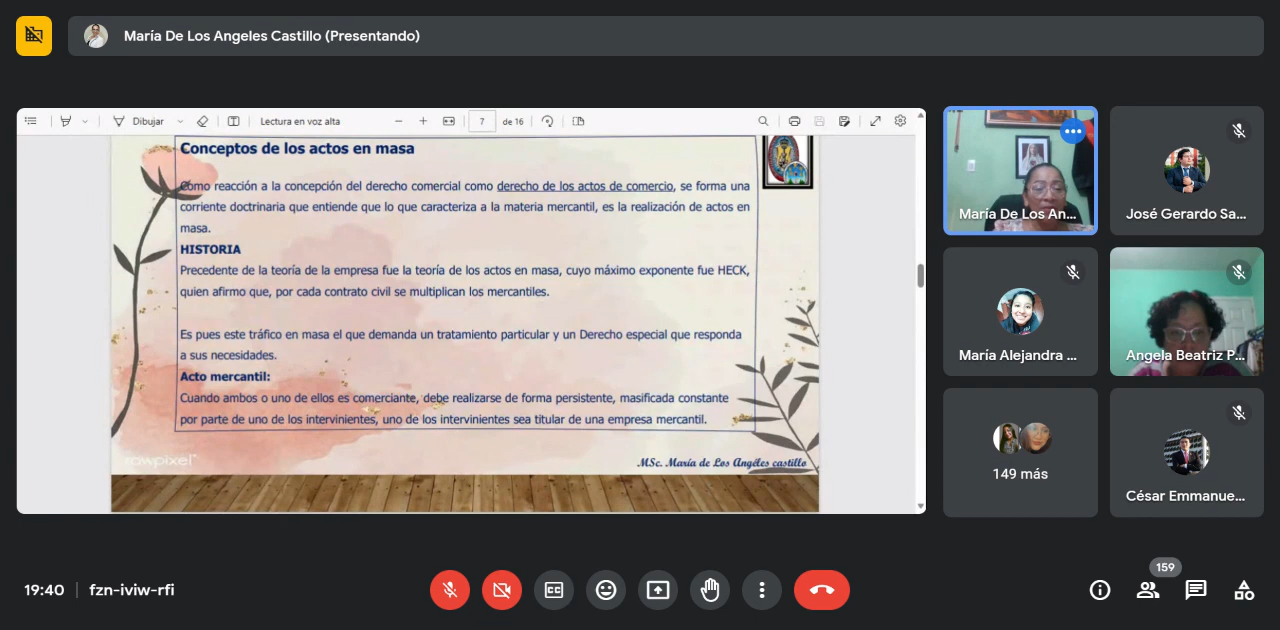 María De Los Angeles Castillo (Presentando)
Dibujar
Lectura en voz alta
7
de 16
Conceptos de los actos en masa
Como reacción a la concepción del derecho comercial como derecho de los actos de comercio, se forma una
corriente doctrinaria que entiende que lo que caracteriza a la materia mercantil, es la realización de actos en
masa.
HISTORIA
Precedente de la teoría de la empresa fue la teoría de los actos en masa, cuyo máximo exponente fue HECK,
quien afirmo que, por cada contrato civil se multiplican los mercantiles.
Es pues este tráfico en masa el que demanda un tratamiento particular y un Derecho especial que responda
a sus necesidades.
Acto mercantil:
Cuando ambos o uno de ellos es comerciante, debe realizarse de forma persistente, masificada constante
por parte de uno de los intervinientes, uno de los intervinientes sea titular de una empresa mercantil.
rawpixel
MSc. María de Los Angéles castillo
María De Los An...
José Gerardo Sa...
María Alejandra ...
Angela Beatriz P...
149 más
César Emmanue...
19:40
fzn-iviw-rfi
CC
159